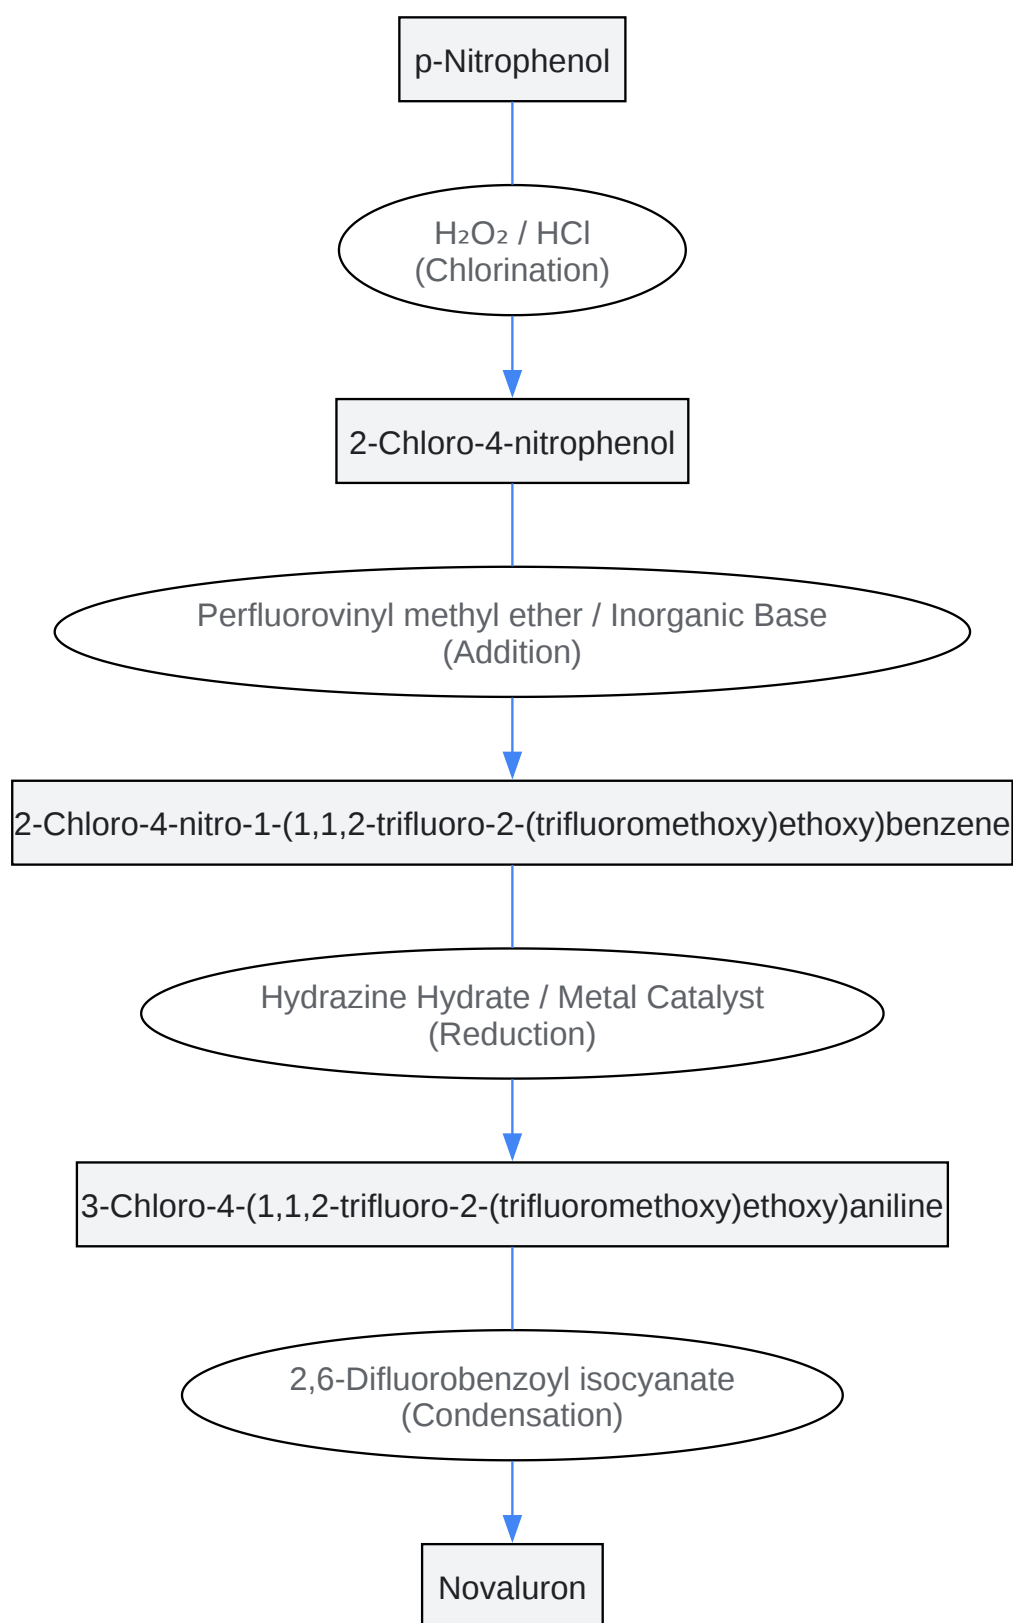 p-Nitrophenol
H₂O₂ / HCl
(Chlorination)
2-Chloro-4-nitrophenol
Perfluorovinyl methyl ether / Inorganic Base
(Addition)
2-Chloro-4-nitro-1-(1,1,2-trifluoro-2-(trifluoromethoxy)ethoxy)benzene
Hydrazine Hydrate / Metal Catalyst
(Reduction)
3-Chloro-4-(1,1,2-trifluoro-2-(trifluoromethoxy)ethoxy)aniline
2,6-Difluorobenzoyl isocyanate
(Condensation)
Novaluron